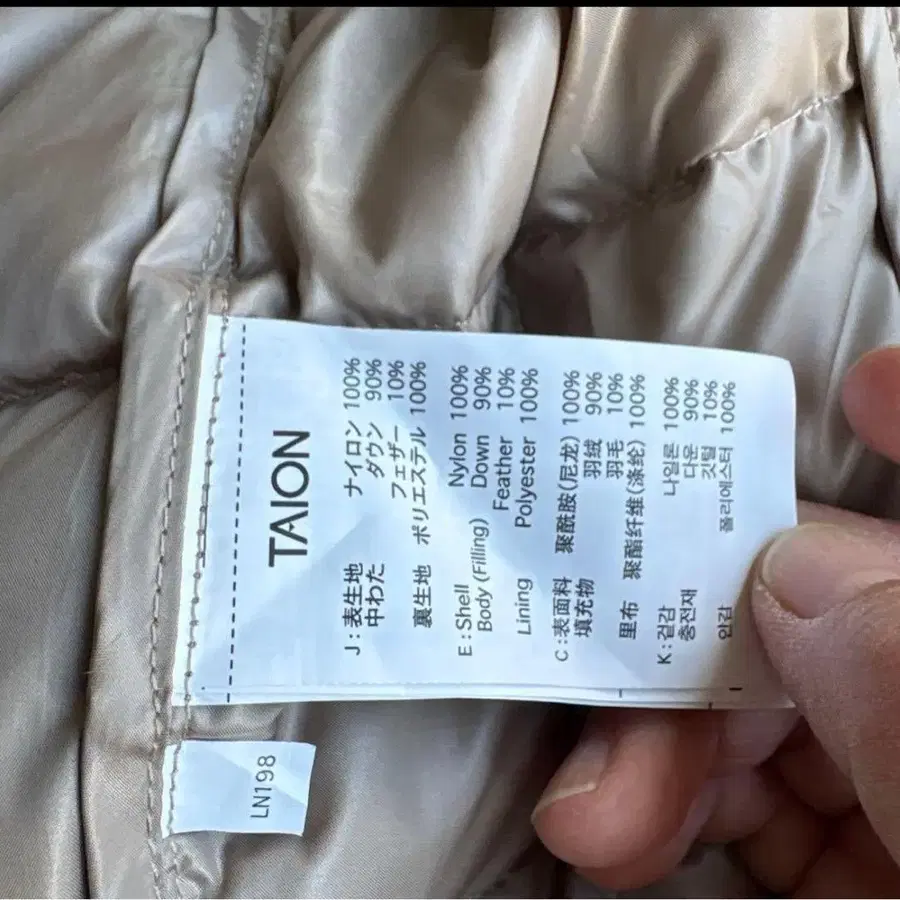 TAION
J : 表生地 ナイロン 100%
中わた ダウン 90%
フェザー 10%
裏生地 ポリエステル 100%
E : Shell Nylon 100%
Body (Filling) Down 90%
Feather 10%
Lining Polyester 100%
C : 表面料 聚酰胺(尼龙) 100%
填充物 羽绒 90%
羽毛 10%
里布 聚酯纤维(涤纶) 100%
K : 겉감 나일론 100%
충전재 다운 90%
깃털 10%
안감 폴리에스터 100%
LN198